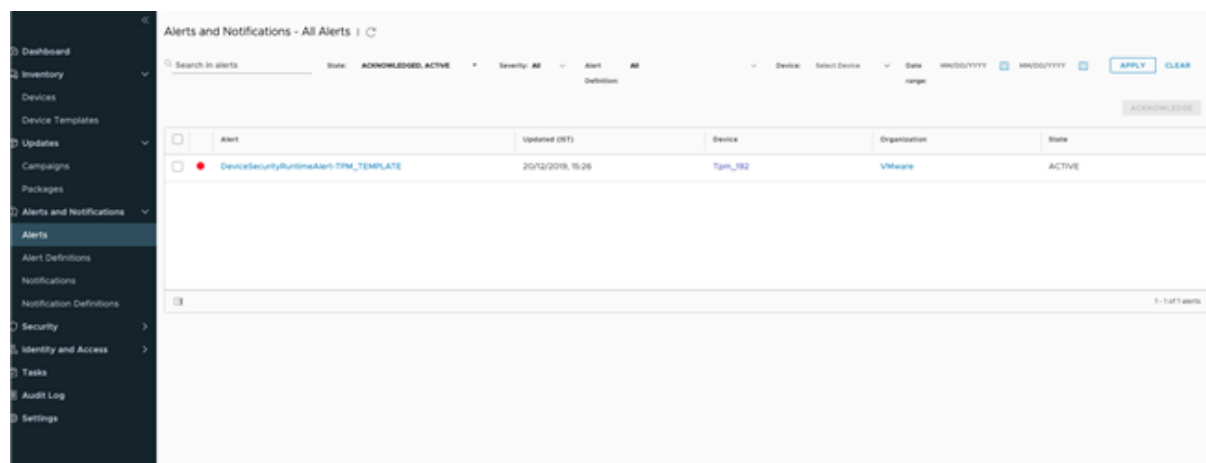 Alerts and Notifications - All Alerts
Dashboard
Inventory
Devices
Device Templates
Updates
Campaigns
Packages
Alerts and Notifications
Alerts
Alert Definitions
Notifications
Notification Definitions
Security
Identity and Access
Tasks
Audit Log
Settings
Search in alerts
State: ACKNOWLEDGED, ACTIVE
Severity: All
Alert Definition: All
Device: Select Device
Date range: MM/DD/YYYY MM/DD/YYYY
APPLY CLEAR
ACKNOWLEDGE
Alert Updated (IST) Device Organization State
DeviceSecurityRuntimeAlert-TPM_TEMPLATE 20/12/2019, 15:26 Tpm_192 VMware ACTIVE
1 - 1 of 1 alerts